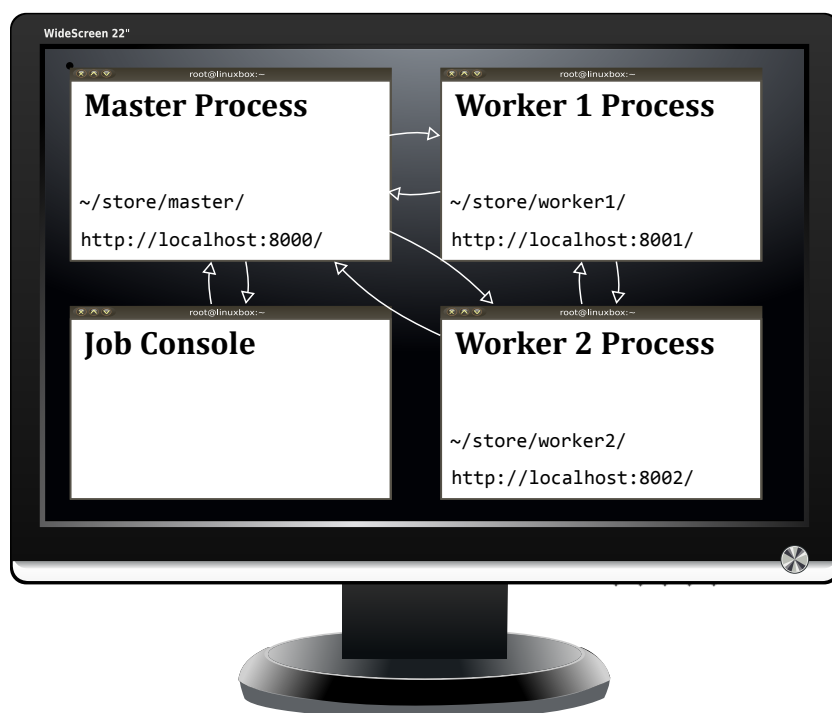 WideScreen 22"
root@linuxbox:~
Master Process
~/store/master/
http://localhost:8000/
root@linuxbox:~
Worker 1 Process
~/store/worker1/
http://localhost:8001/
root@linuxbox:~
Job Console
root@linuxbox:~
Worker 2 Process
~/store/worker2/
http://localhost:8002/